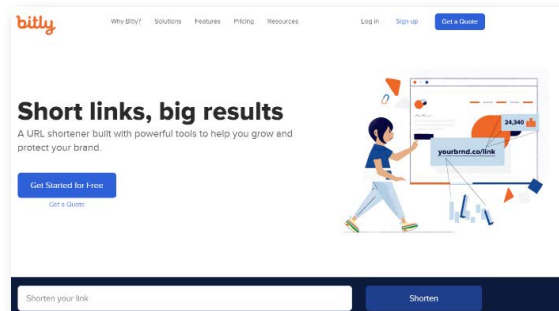 bitly
Why Bitly? Solutions Features Pricing Resources Log in Sign up Get a Quote
Short links, big results
A URL shortener built with powerful tools to help you grow and
protect your brand.
Get Started for Free
Get a Quote
24,340
yourbrnd.co/link
Shorten your link
Shorten